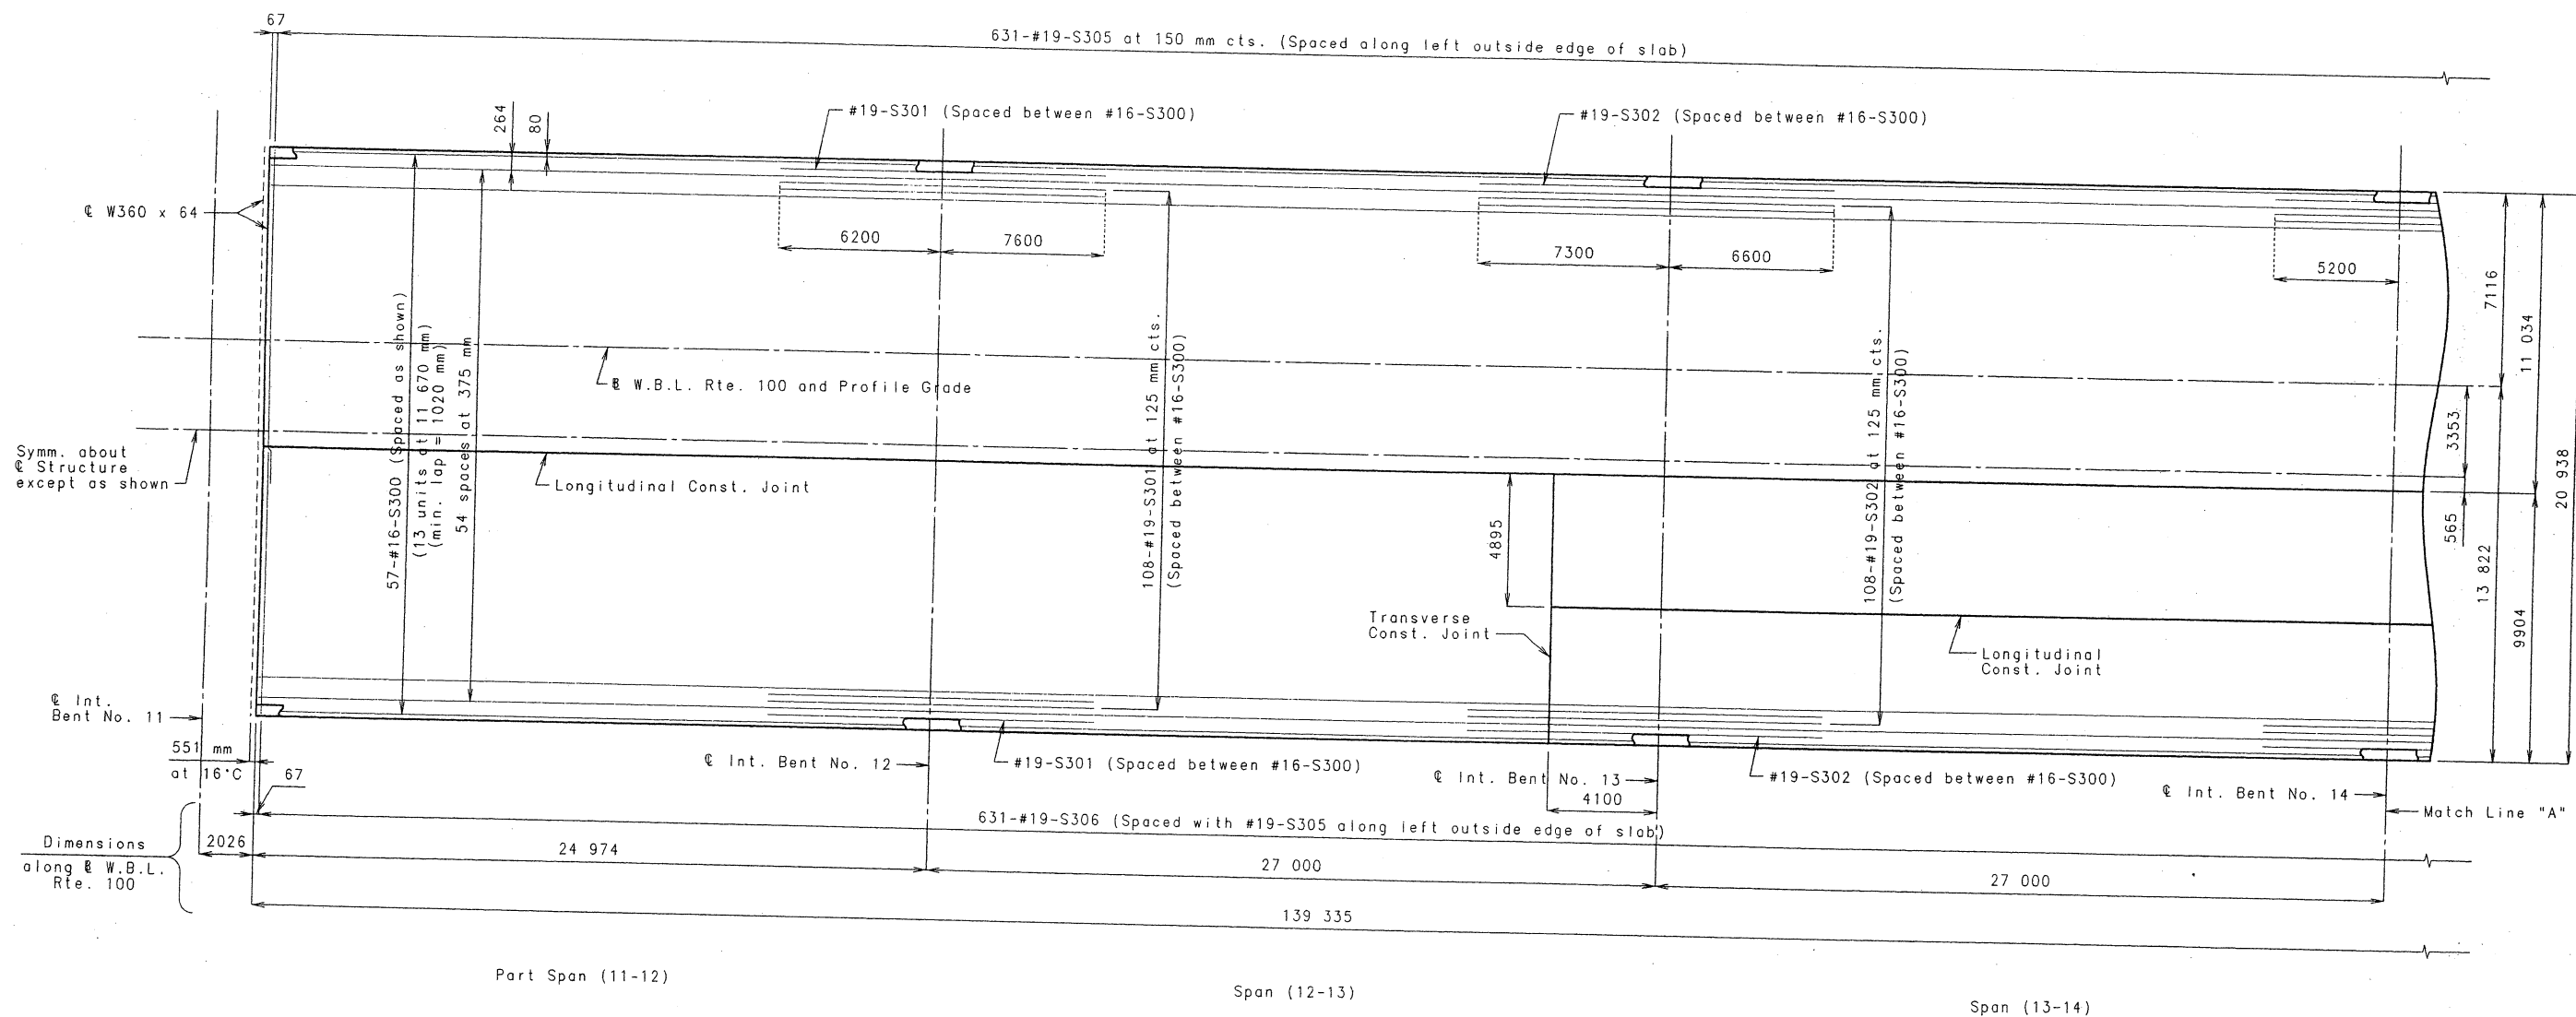 67
631-#19-S305 at 150 mm cts. (Spaced along left outside edge of slab)
264
80
#19-S301 (Spaced between #16-S300)
#19-S302 (Spaced between #16-S300)
℄ W360 x 64
6200
7600
7300
6600
5200
7116
11 034
57-#16-S300 (Spaced as shown)
(13 units at 11 670 mm)
(min. lap = 1020 mm)
54 spaces at 375 mm
108-#19-S301 at 125 mm cts.
(Spaced between #16-S300)
108-#19-S302 at 125 mm cts.
(Spaced between #16-S300)
W.B.L. Rte. 100 and Profile Grade
3353
20 938
Symm. about
℄ Structure
except as shown
Longitudinal Const. Joint
4895
565
13 822
9904
Transverse
Const. Joint
Longitudinal
Const. Joint
℄ Int.
Bent No. 11
551 mm
at 16°C
67
℄ Int. Bent No. 12
#19-S301 (Spaced between #16-S300)
℄ Int. Bent No. 13
#19-S302 (Spaced between #16-S300)
℄ Int. Bent No. 14
4100
Match Line "A"
631-#19-S306 (Spaced with #19-S305 along left outside edge of slab)
Dimensions
along W.B.L.
Rte. 100
2026
24 974
27 000
27 000
139 335
Part Span (11-12)
Span (12-13)
Span (13-14)